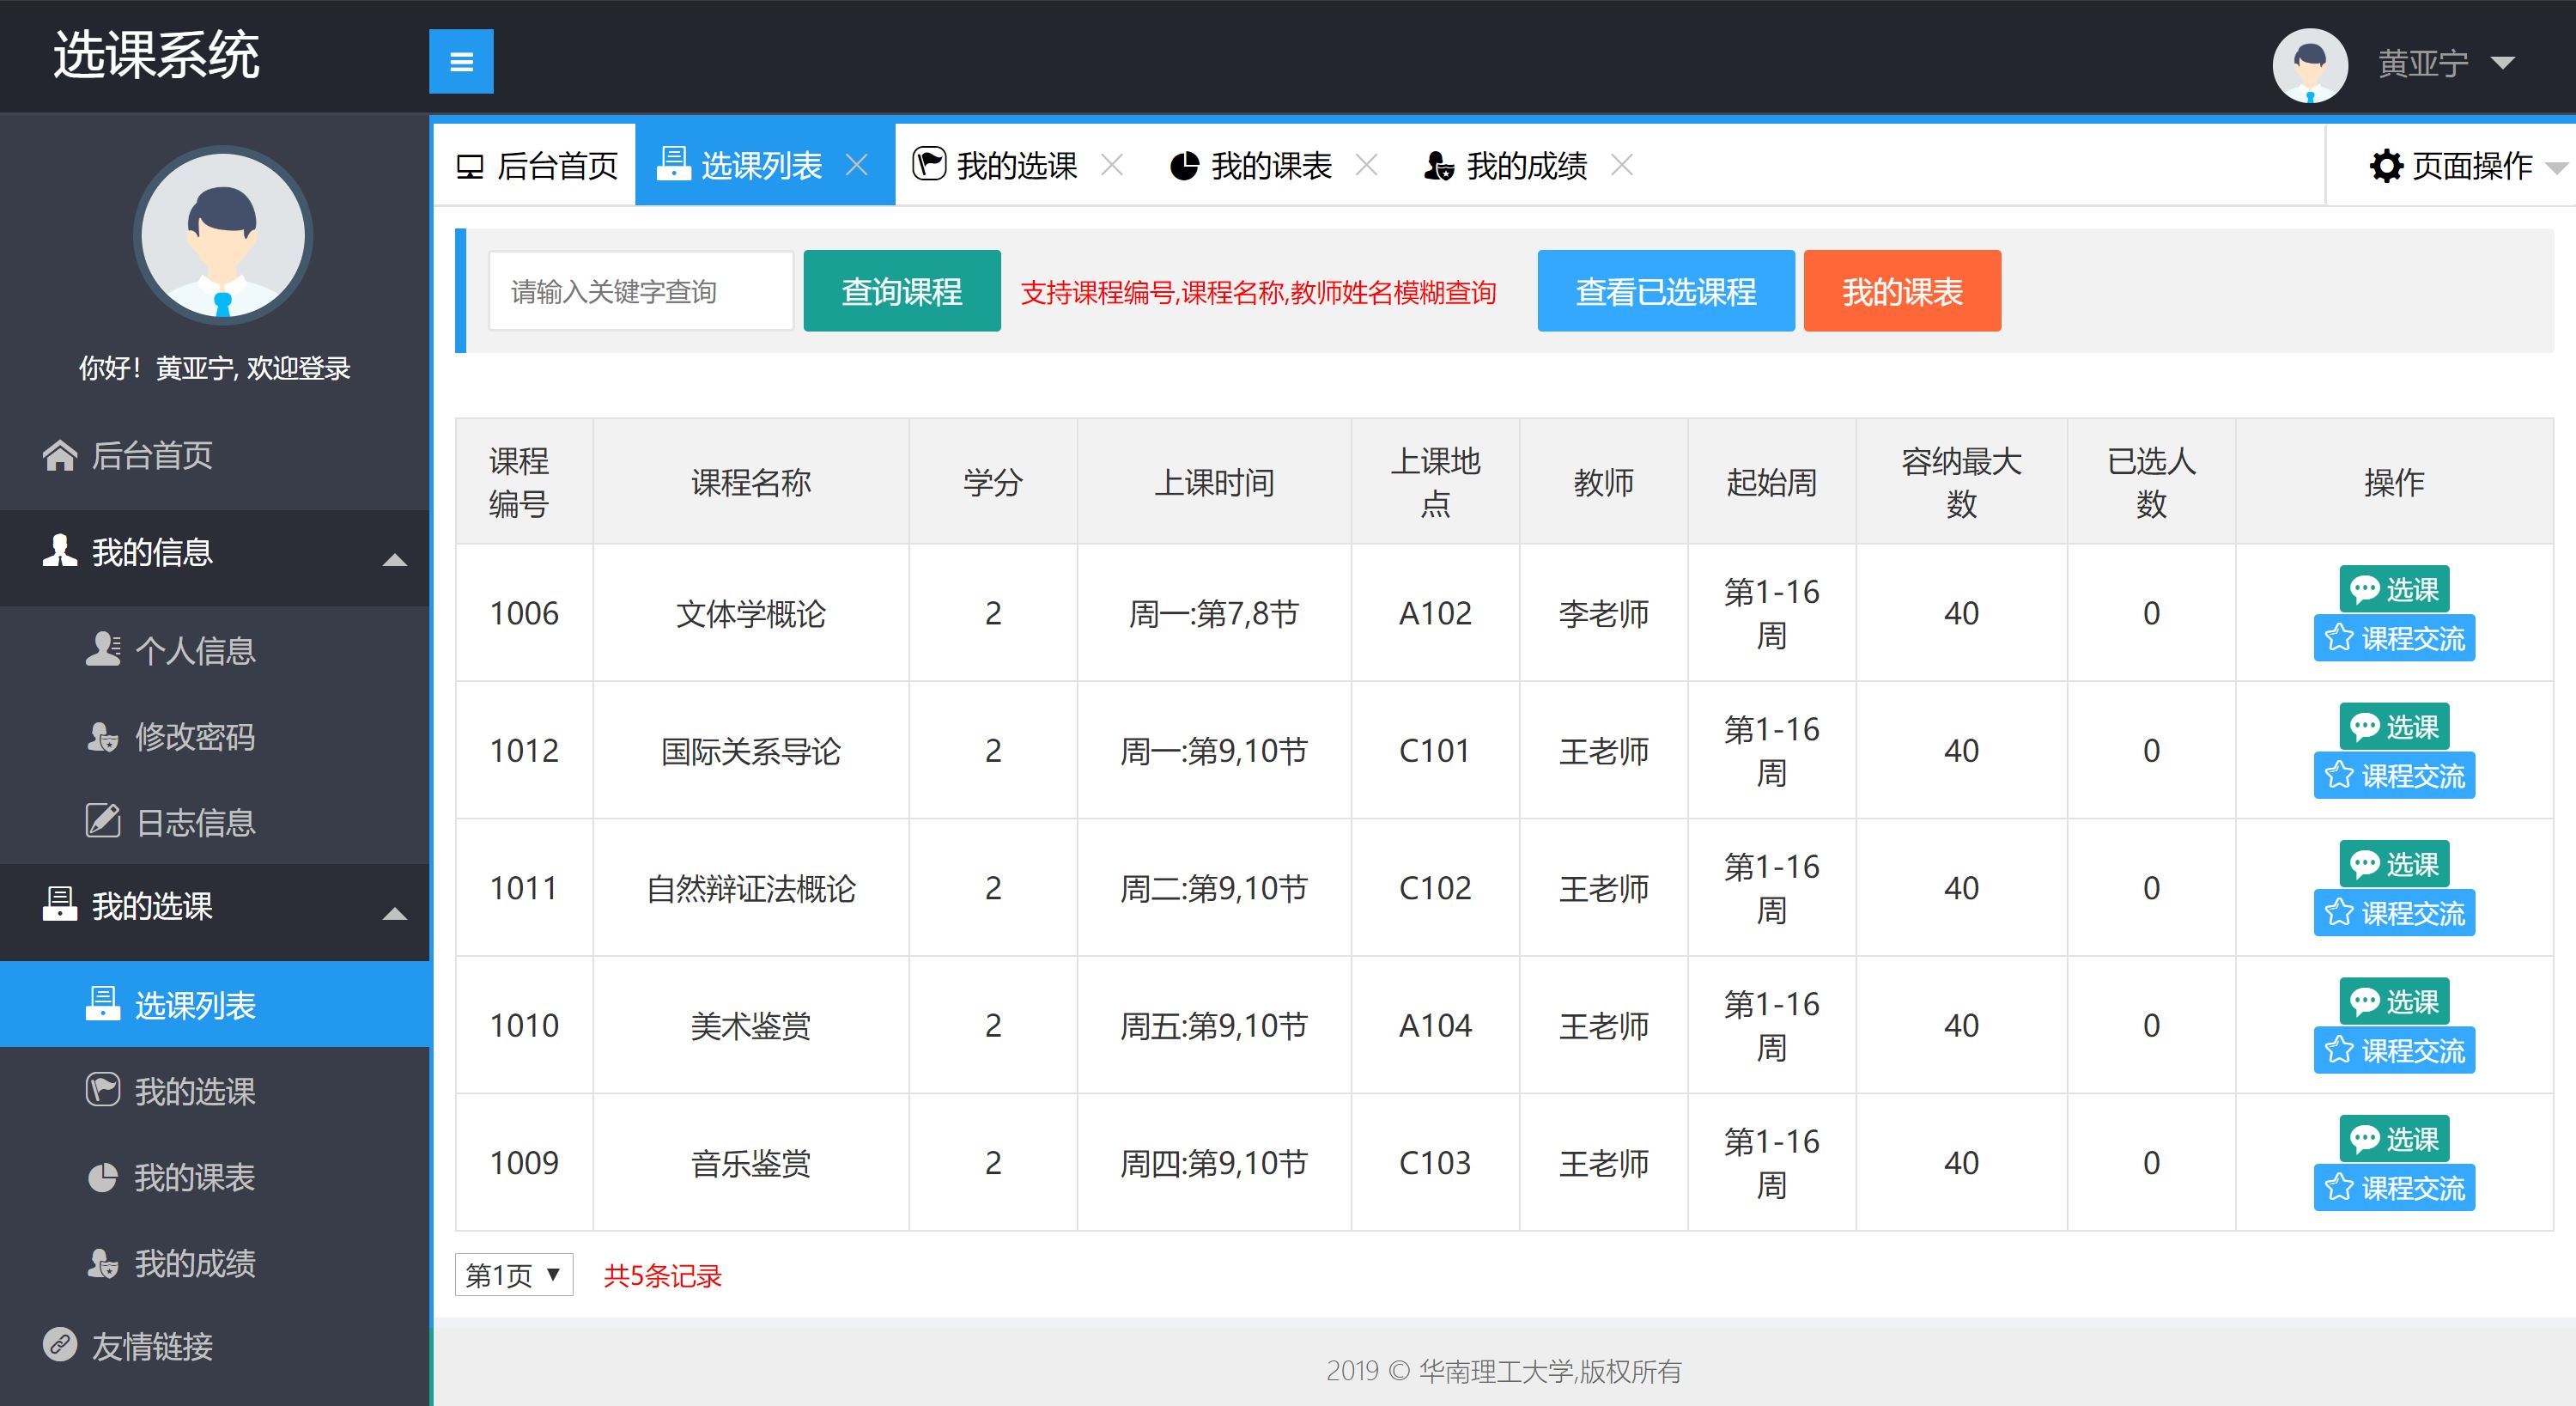 选课系统
黄亚宁
你好！黄亚宁, 欢迎登录
后台首页
我的信息
个人信息
修改密码
日志信息
我的选课
选课列表
我的选课
我的课表
我的成绩
友情链接
后台首页 选课列表 我的选课 我的课表 我的成绩 页面操作
请输入关键字查询 查询课程 支持课程编号,课程名称,教师姓名模糊查询 查看已选课程 我的课表
课程编号 课程名称 学分 上课时间 上课地点 教师 起始周 容纳最大数 已选人数 操作
1006 文体学概论 2 周一:第7,8节 A102 李老师 第1-16周 40 0 选课 课程交流
1012 国际关系导论 2 周一:第9,10节 C101 王老师 第1-16周 40 0 选课 课程交流
1011 自然辩证法概论 2 周二:第9,10节 C102 王老师 第1-16周 40 0 选课 课程交流
1010 美术鉴赏 2 周五:第9,10节 A104 王老师 第1-16周 40 0 选课 课程交流
1009 音乐鉴赏 2 周四:第9,10节 C103 王老师 第1-16周 40 0 选课 课程交流
第1页 共5条记录
2019 © 华南理工大学,版权所有